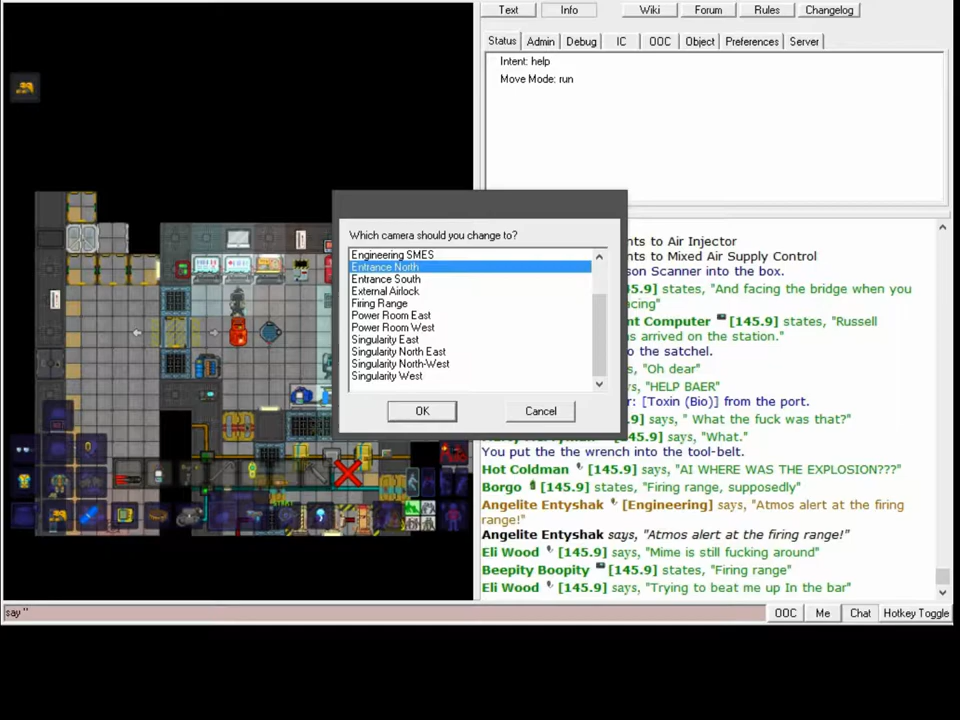 Text Info Wiki Forum Rules Changelog
Status Admin Debug IC OOC Object Preferences Server
Intent: help
Move Mode: run
Which camera should you change to?
Engineering SMES
Entrance North
Entrance South
External Airlock
Firing Range
Power Room East
Power Room West
Singularity East
Singularity North East
Singularity North-West
Singularity West
OK Cancel
nts to Air Injector
nts to Mixed Air Supply Control
son Scanner into the box.
5.9] states, "And facing the bridge when you
acing"
nt Computer [145.9] states, "Russell
as arrived on the station."
o the satchel.
s, "Oh dear"
s, "HELP BAER"
r: [Toxin (Bio)] from the port.
9] says, " What the fuck was that?"
[145.9] says, "What."
You put the the wrench into the tool-belt.
Hot Coldman [145.9] says, "AI WHERE WAS THE EXPLOSION???"
Borgo [145.9] states, "Firing range, supposedly"
Angelite Entyshak [Engineering] says, "Atmos alert at the firing
range!"
Angelite Entyshak says, "Atmos alert at the firing range!"
Eli Wood [145.9] says, "Mime is still fucking around"
Beepity Boopity [145.9] states, "Firing range"
Eli Wood [145.9] says, "Trying to beat me up In the bar"
say "
OOC Me Chat Hotkey Toggle